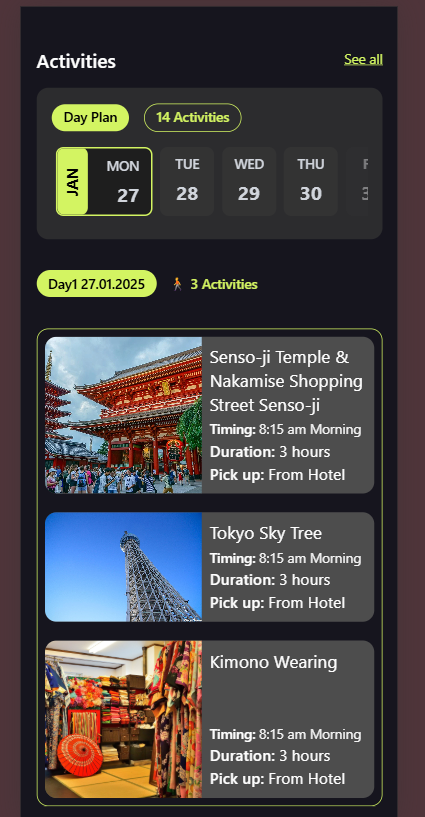 Activities
See all
Day Plan
14 Activities
JAN
MON
27
TUE
28
WED
29
THU
30
Day1 27.01.2025
3 Activities
Senso-ji Temple &
Nakamise Shopping
Street Senso-ji
Timing: 8:15 am Morning
Duration: 3 hours
Pick up: From Hotel
Tokyo Sky Tree
Timing: 8:15 am Morning
Duration: 3 hours
Pick up: From Hotel
Kimono Wearing
Timing: 8:15 am Morning
Duration: 3 hours
Pick up: From Hotel